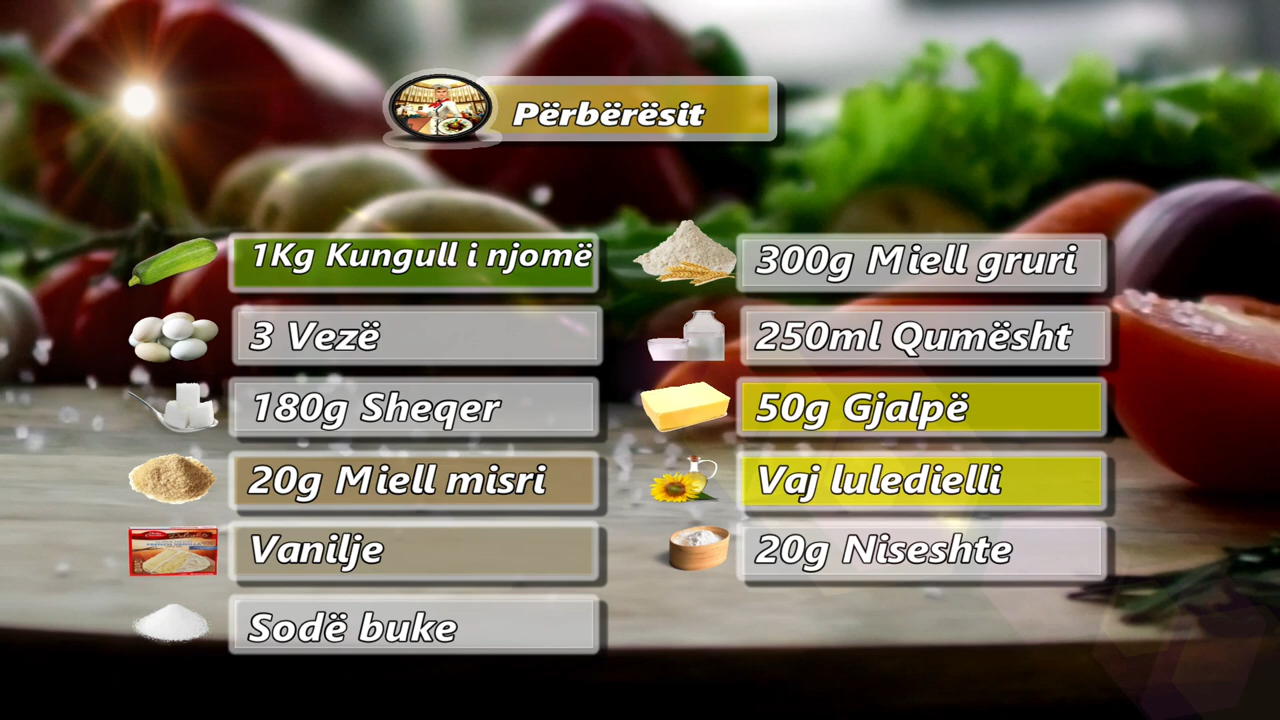 Përbërësit
1Kg Kungull i njomë
3 Vezë
180g Sheqer
20g Miell misri
Vanilje
Sodë buke
300g Miell gruri
250ml Qumësht
50g Gjalpë
Vaj luledielli
20g Niseshte